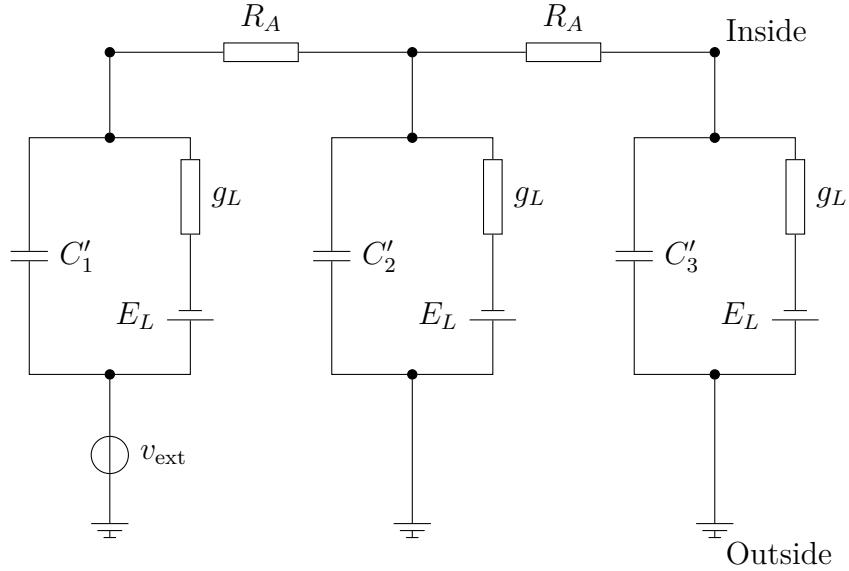 R_A
R_A
Inside
g_L
g_L
g_L
C'_1
C'_2
C'_3
E_L
E_L
E_L
v_ext
Outside